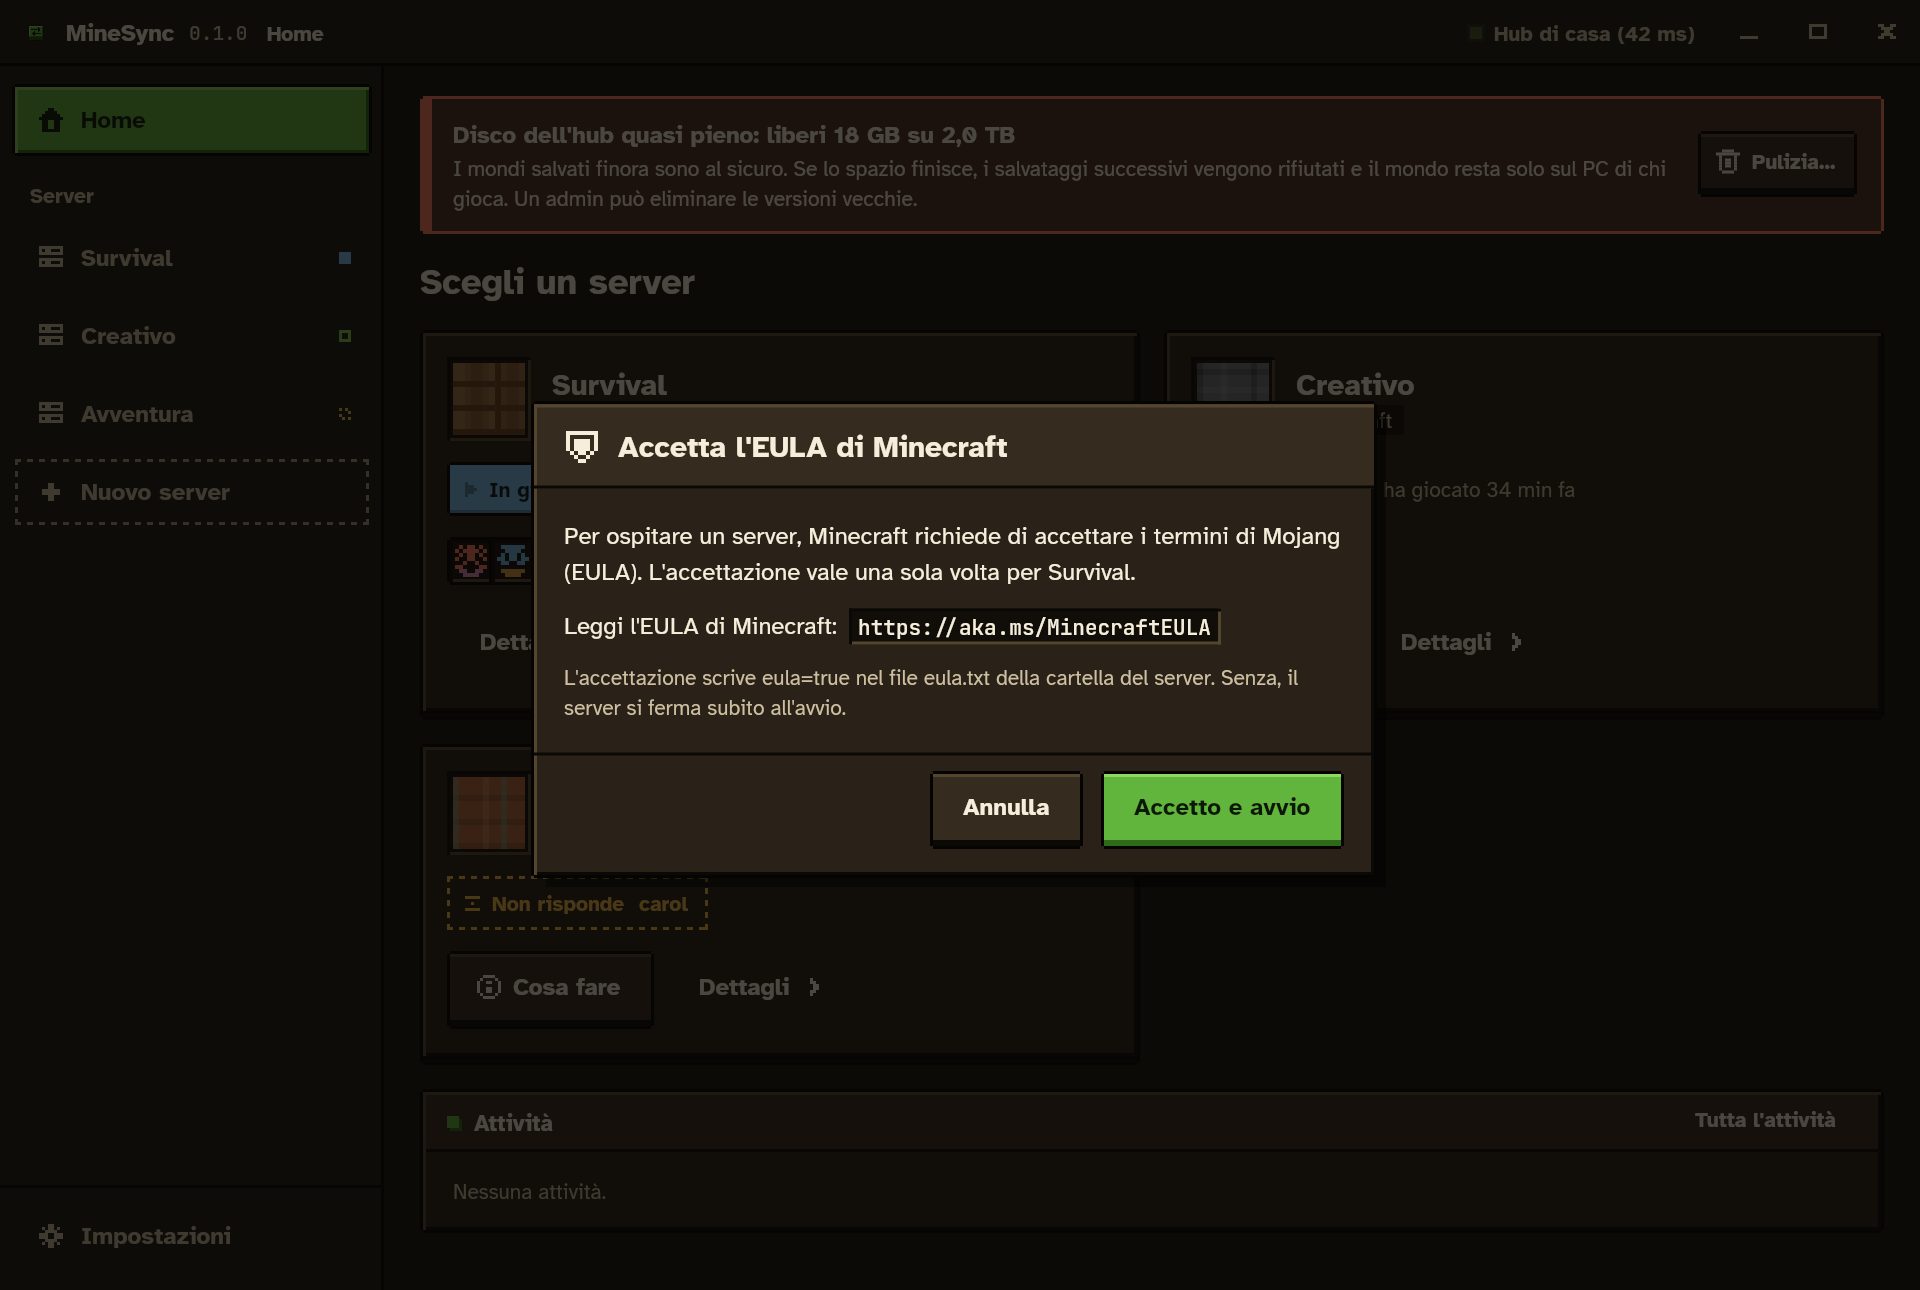 MineSync 0.1.0 Home
Hub di casa (42 ms)
Home
Server
Survival
Creativo
Avventura
Nuovo server
Impostazioni
Disco dell'hub quasi pieno: liberi 18 GB su 2,0 TB
I mondi salvati finora sono al sicuro. Se lo spazio finisce, i salvataggi successivi vengono rifiutati e il mondo resta solo sul PC di chi
gioca. Un admin può eliminare le versioni vecchie.
Pulizia...
Scegli un server
Survival
In g
Dett
Creativo
ft
ha giocato 34 min fa
Dettagli
Accetta l'EULA di Minecraft
Per ospitare un server, Minecraft richiede di accettare i termini di Mojang
(EULA). L'accettazione vale una sola volta per Survival.
Leggi l'EULA di Minecraft: https://aka.ms/MinecraftEULA
L'accettazione scrive eula=true nel file eula.txt della cartella del server. Senza, il
server si ferma subito all'avvio.
Annulla
Accetto e avvio
Non risponde carol
Cosa fare
Dettagli
Attività
Tutta l'attività
Nessuna attività.